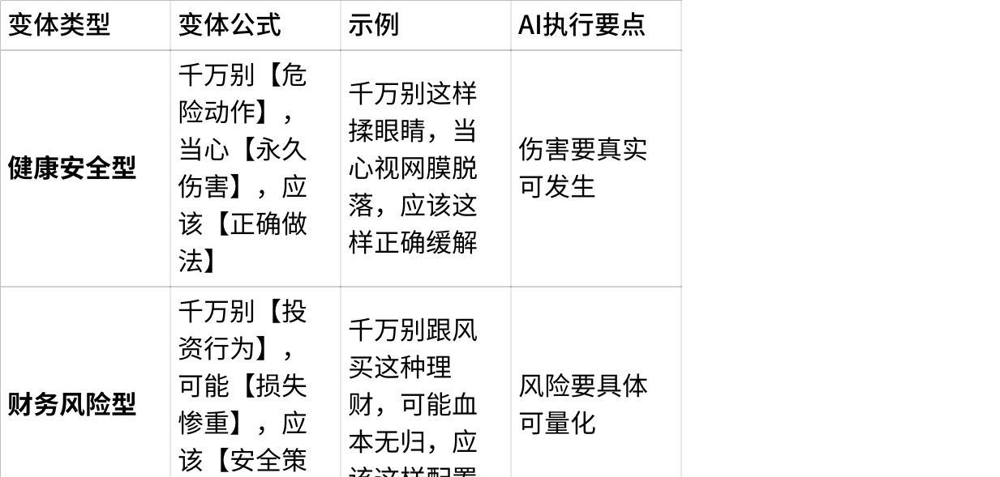 变体类型 变体公式 示例 AI执行要点
健康安全型
千万别【危
险动作】，
当心【永久
伤害】，应
该【正确做
法】
千万别这样
揉眼睛，当
心视网膜脱
落，应该这
样正确缓解
伤害要真实
可发生
财务风险型
千万别【投
资行为】，
可能【损失
惨重】，应
该【安全策
千万别跟风
买这种理
财，可能血
本无归，应
该这样配置
风险要具体
可量化